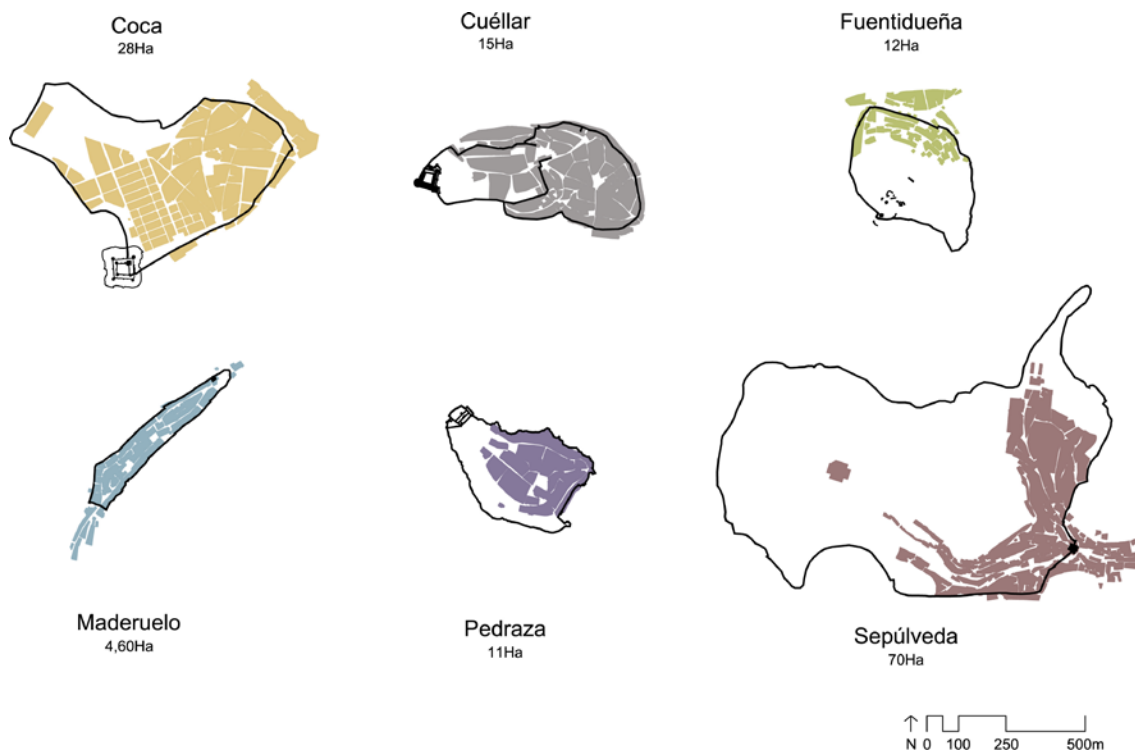 Coca
28Ha
Cuéllar
15Ha
Fuentidueña
12Ha
Maderuelo
4,60Ha
Pedraza
11Ha
Sepúlveda
70Ha
N 0 100 250 500m